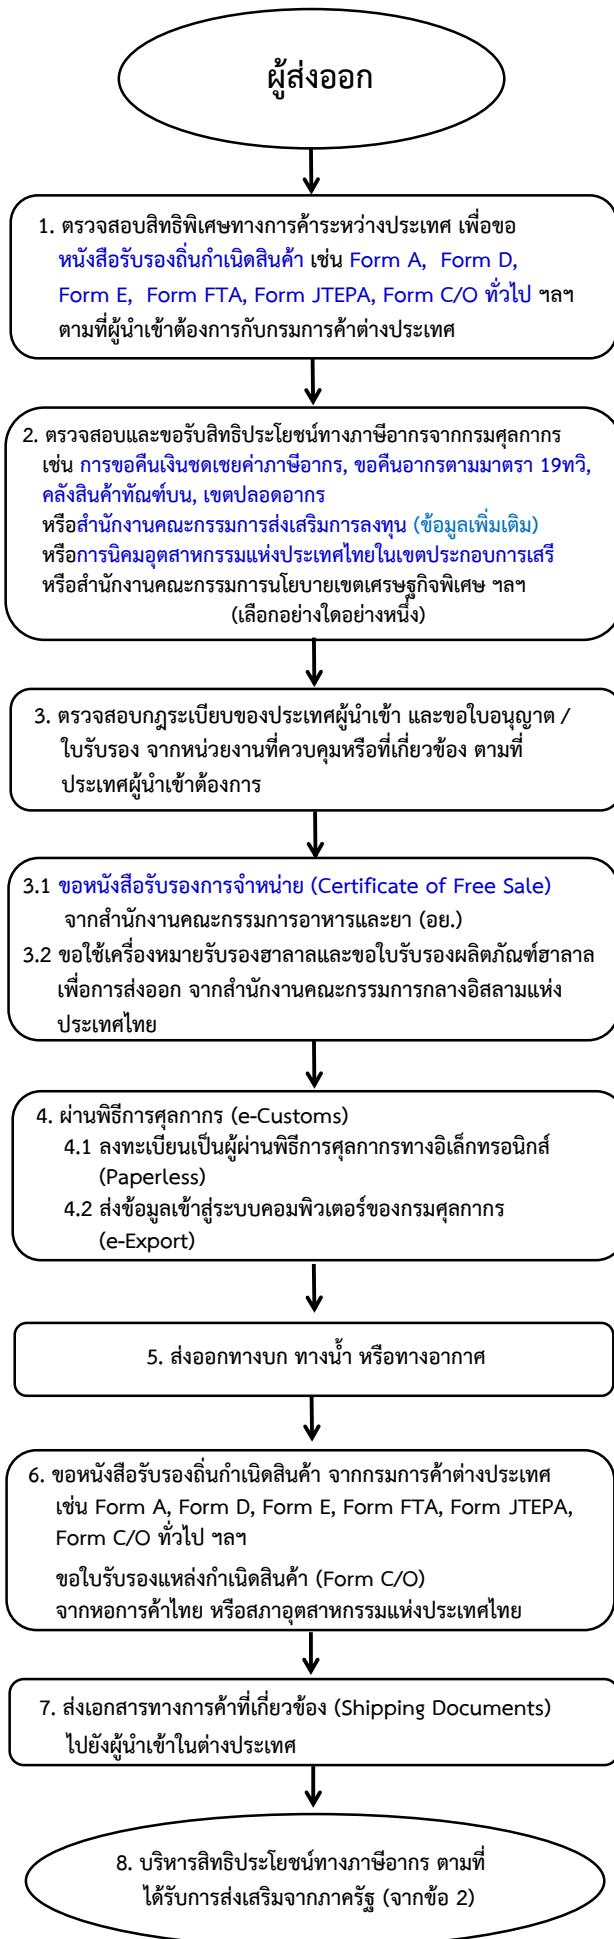 ผู้ส่งออก
1. ตรวจสอบสิทธิพิเศษทางการค้าระหว่างประเทศ เพื่อขอ
หนังสือรับรองถิ่นกำเนิดสินค้า เช่น Form A, Form D,
Form E, Form FTA, Form JTEPA, Form C/O ทั่วไป ฯลฯ
ตามที่ผู้นำเข้าต้องการกับกรมการค้าต่างประเทศ
2. ตรวจสอบและขอรับสิทธิประโยชน์ทางภาษีอากรจากกรมศุลกากร
เช่น การขอคืนเงินชดเชยค่าภาษีอากร, ขอคืนอากรตามมาตรา 19ทวิ,
คลังสินค้าทัณฑ์บน, เขตปลอดอากร
หรือสำนักงานคณะกรรมการส่งเสริมการลงทุน (ข้อมูลเพิ่มเติม)
หรือการนิคมอุตสาหกรรมแห่งประเทศไทยในเขตประกอบการเสรี
หรือสำนักงานคณะกรรมการนโยบายเขตเศรษฐกิจพิเศษ ฯลฯ
(เลือกอย่างใดอย่างหนึ่ง)
3. ตรวจสอบกฎระเบียบของประเทศผู้นำเข้า และขอใบอนุญาต /
ใบรับรอง จากหน่วยงานที่ควบคุมหรือที่เกี่ยวข้อง ตามที่
ประเทศผู้นำเข้าต้องการ
3.1 ขอหนังสือรับรองการจำหน่าย (Certificate of Free Sale)
จากสำนักงานคณะกรรมการอาหารและยา (อย.)
3.2 ขอใช้เครื่องหมายรับรองฮาลาลและขอใบรับรองผลิตภัณฑ์ฮาลาล
เพื่อการส่งออก จากสำนักงานคณะกรรมการกลางอิสลามแห่ง
ประเทศไทย
4. ผ่านพิธีการศุลกากร (e-Customs)
4.1 ลงทะเบียนเป็นผู้ผ่านพิธีการศุลกากรทางอิเล็กทรอนิกส์
(Paperless)
4.2 ส่งข้อมูลเข้าสู่ระบบคอมพิวเตอร์ของกรมศุลกากร
(e-Export)
5. ส่งออกทางบก ทางน้ำ หรือทางอากาศ
6. ขอหนังสือรับรองถิ่นกำเนิดสินค้า จากกรมการค้าต่างประเทศ
เช่น Form A, Form D, Form E, Form FTA, Form JTEPA,
Form C/O ทั่วไป ฯลฯ
ขอใบรับรองแหล่งกำเนิดสินค้า (Form C/O)
จากหอการค้าไทย หรือสภาอุตสาหกรรมแห่งประเทศไทย
7. ส่งเอกสารทางการค้าที่เกี่ยวข้อง (Shipping Documents)
ไปยังผู้นำเข้าในต่างประเทศ
8. บริหารสิทธิประโยชน์ทางภาษีอากร ตามที่
ได้รับการส่งเสริมจากภาครัฐ (จากข้อ 2)